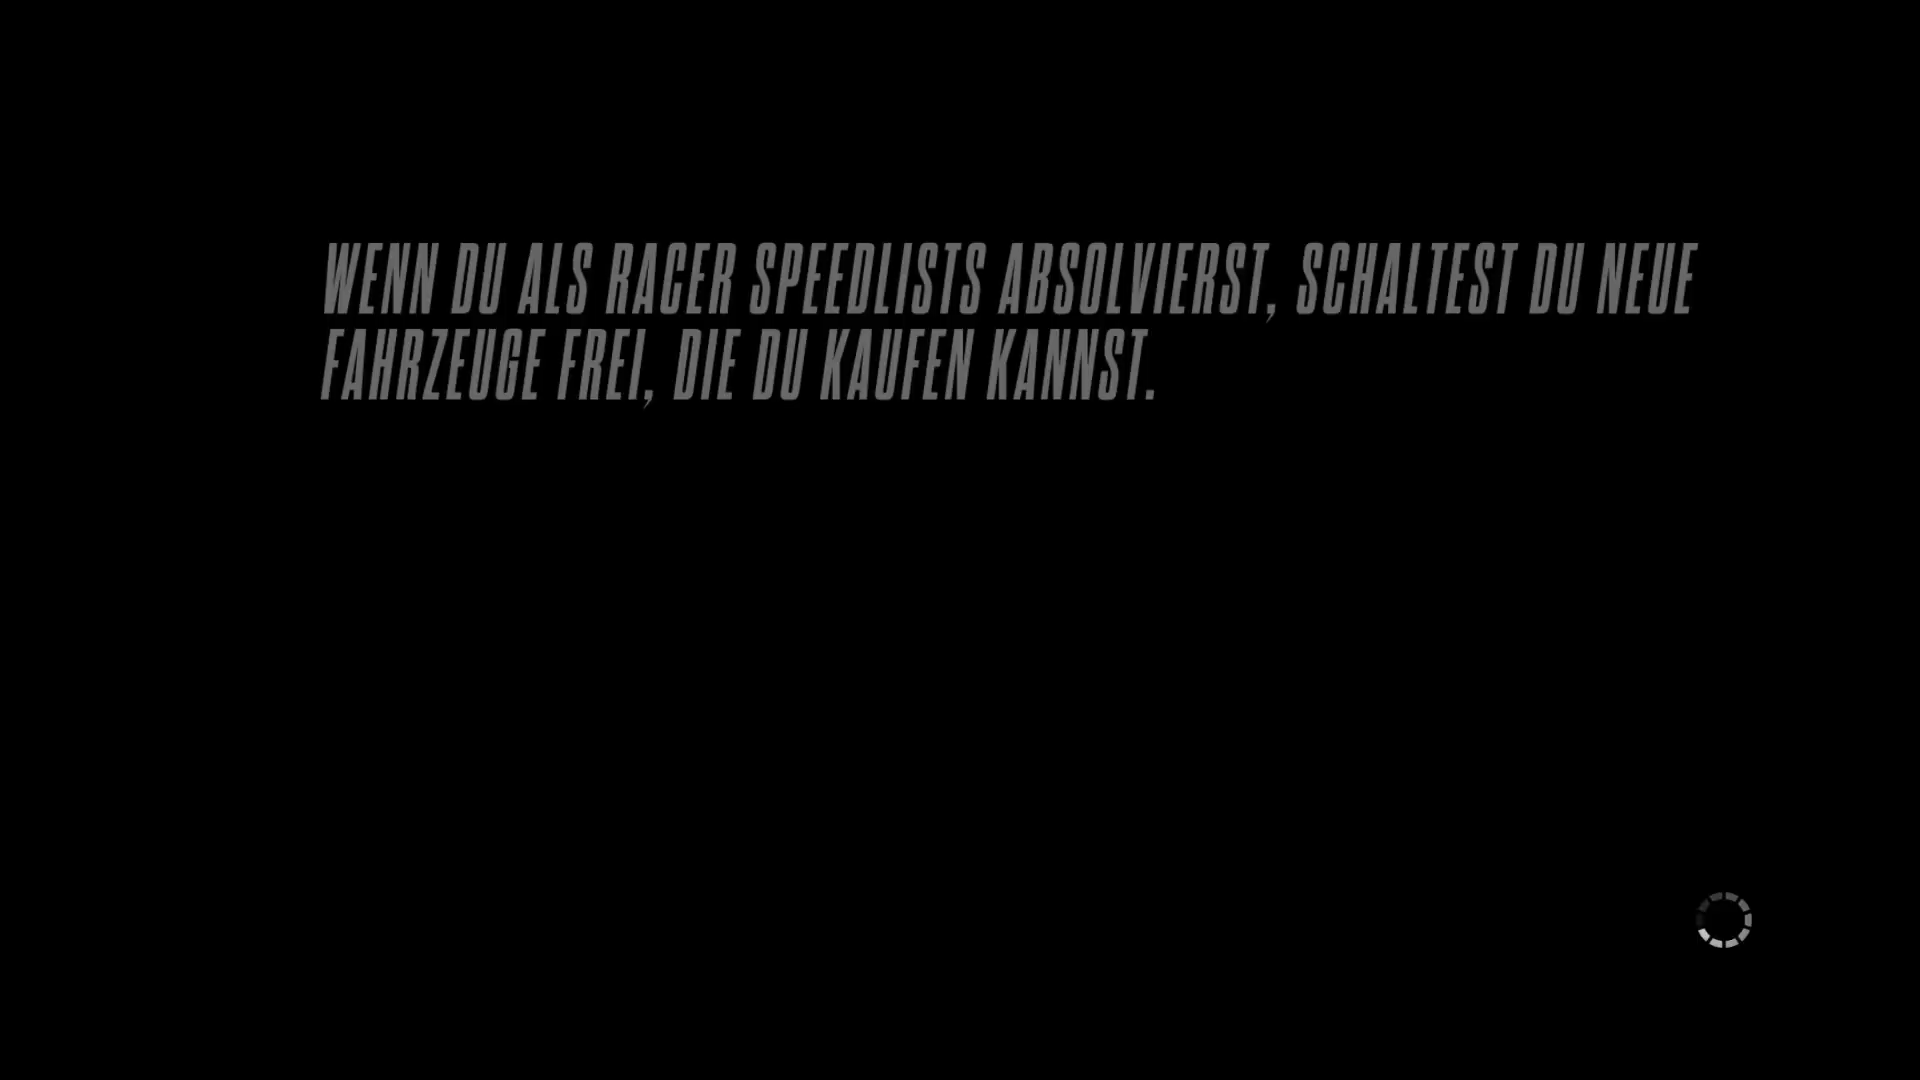 WENN DU ALS RACER SPEEDLISTS ABSOLVIERST, SCHALTEST DU NEUE
FAHRZEUGE FREI, DIE DU KAUFEN KANNST.